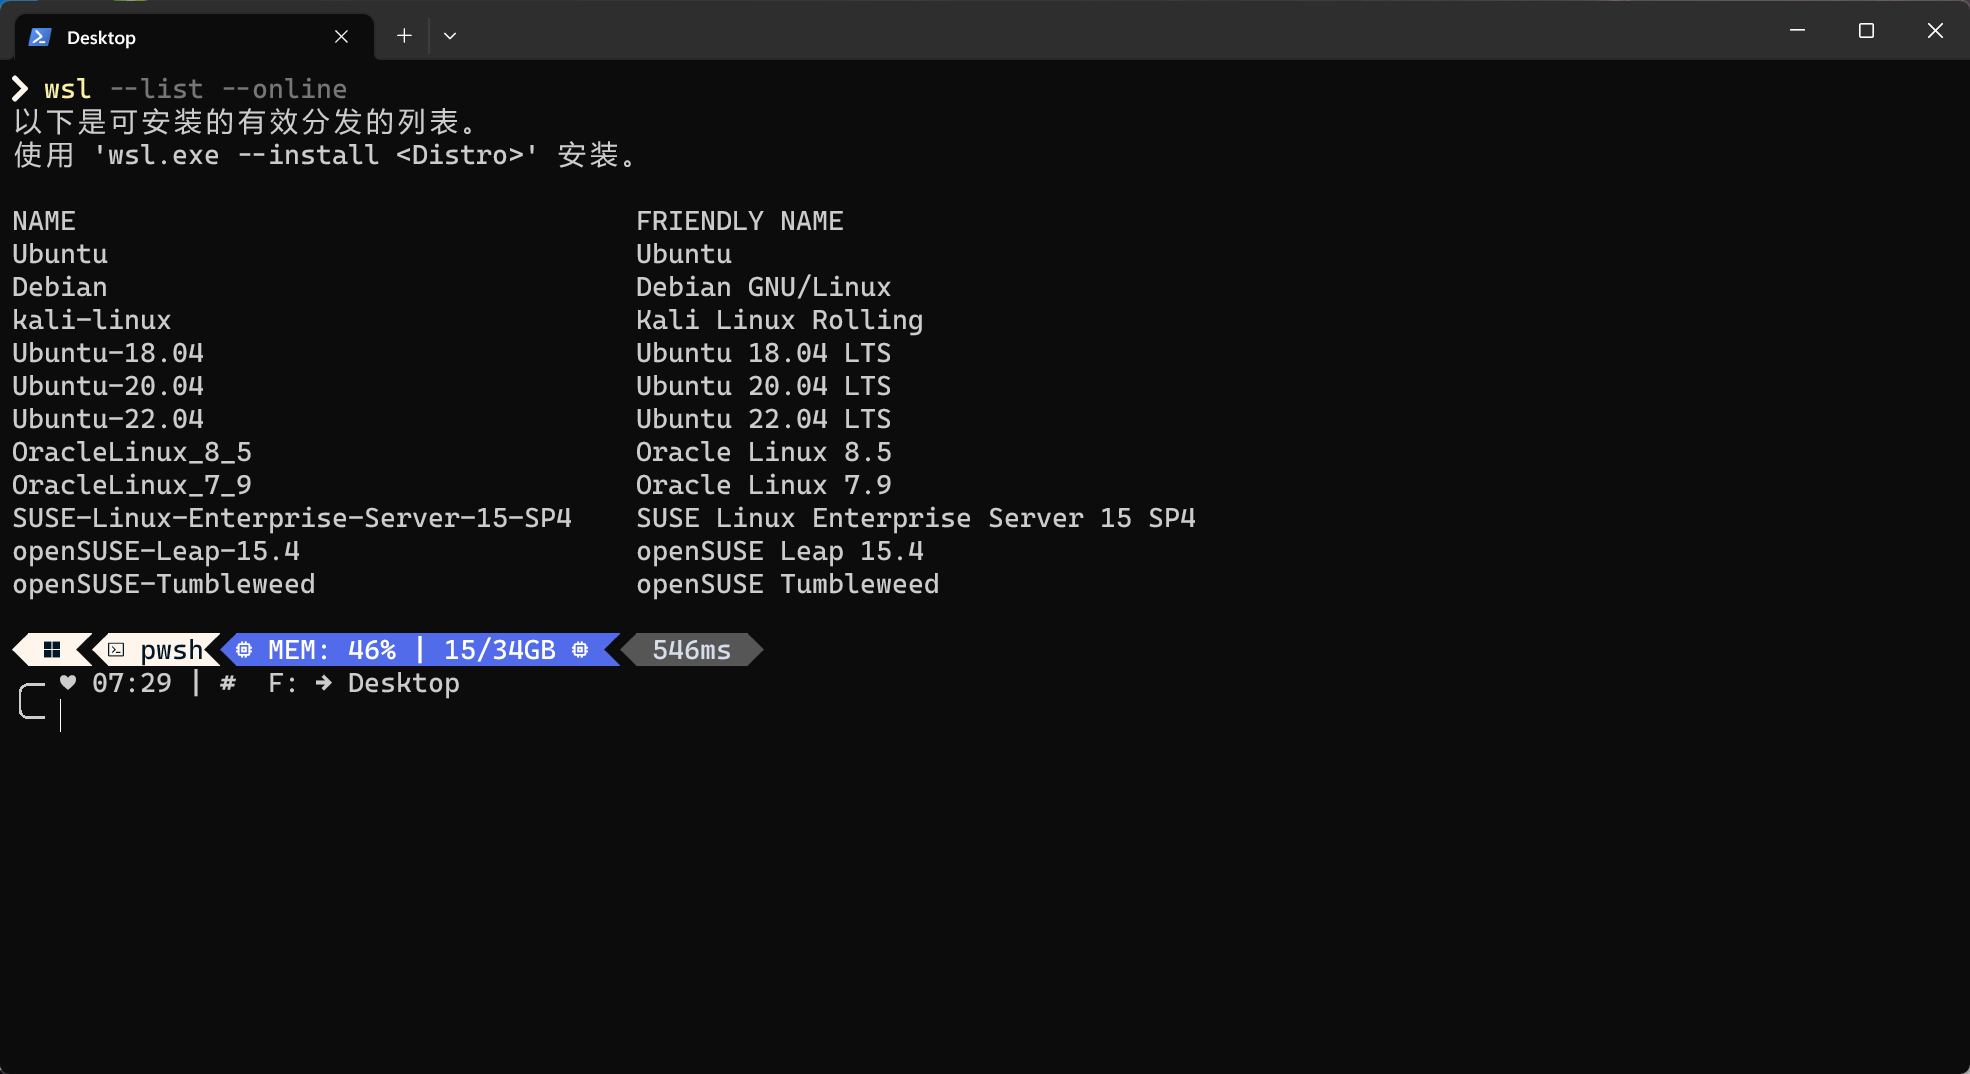 Desktop
wsl --list --online
以下是可安装的有效分发的列表。
使用 'wsl.exe --install <Distro>' 安装。
NAME FRIENDLY NAME
Ubuntu Ubuntu
Debian Debian GNU/Linux
kali-linux Kali Linux Rolling
Ubuntu-18.04 Ubuntu 18.04 LTS
Ubuntu-20.04 Ubuntu 20.04 LTS
Ubuntu-22.04 Ubuntu 22.04 LTS
OracleLinux_8_5 Oracle Linux 8.5
OracleLinux_7_9 Oracle Linux 7.9
SUSE-Linux-Enterprise-Server-15-SP4 SUSE Linux Enterprise Server 15 SP4
openSUSE-Leap-15.4 openSUSE Leap 15.4
openSUSE-Tumbleweed openSUSE Tumbleweed
pwsh MEM: 46% | 15/34GB 546ms
♥ 07:29 | # F: → Desktop